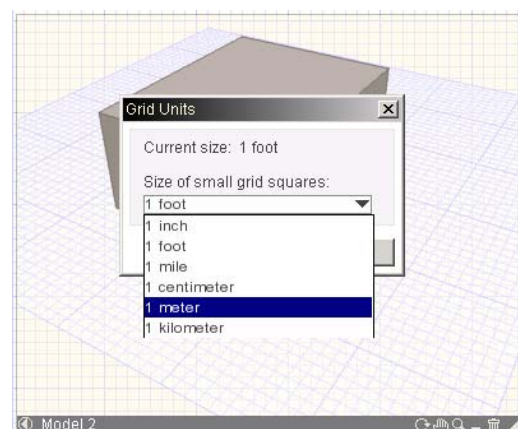 Grid Units
Current size: 1 foot
Size of small grid squares:
1 foot
1 inch
1 foot
1 mile
1 centimeter
1 meter
1 kilometer
Model 2